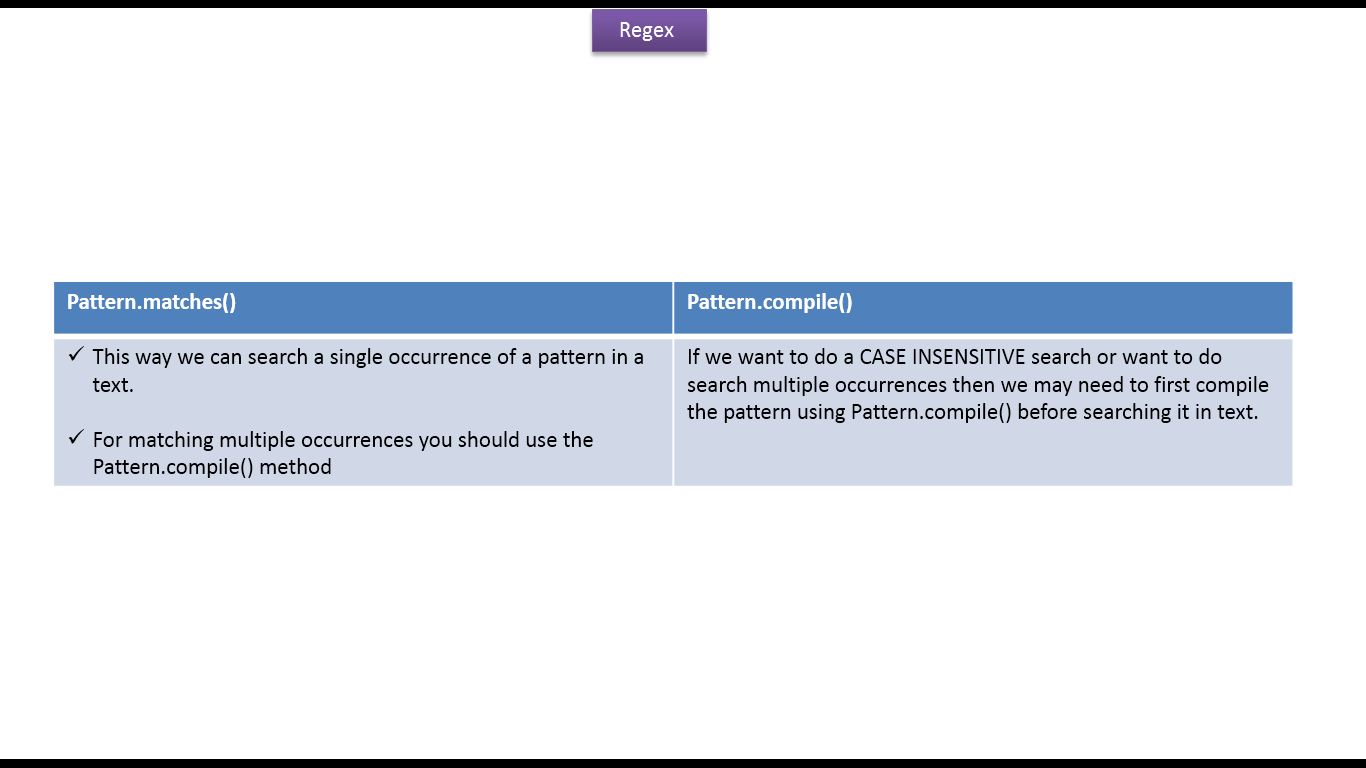 Regex
Pattern.matches()
Pattern.compile()
✓ This way we can search a single occurrence of a pattern in a
text.
✓ For matching multiple occurrences you should use the
Pattern.compile() method
If we want to do a CASE INSENSITIVE search or want to do
search multiple occurrences then we may need to first compile
the pattern using Pattern.compile() before searching it in text.